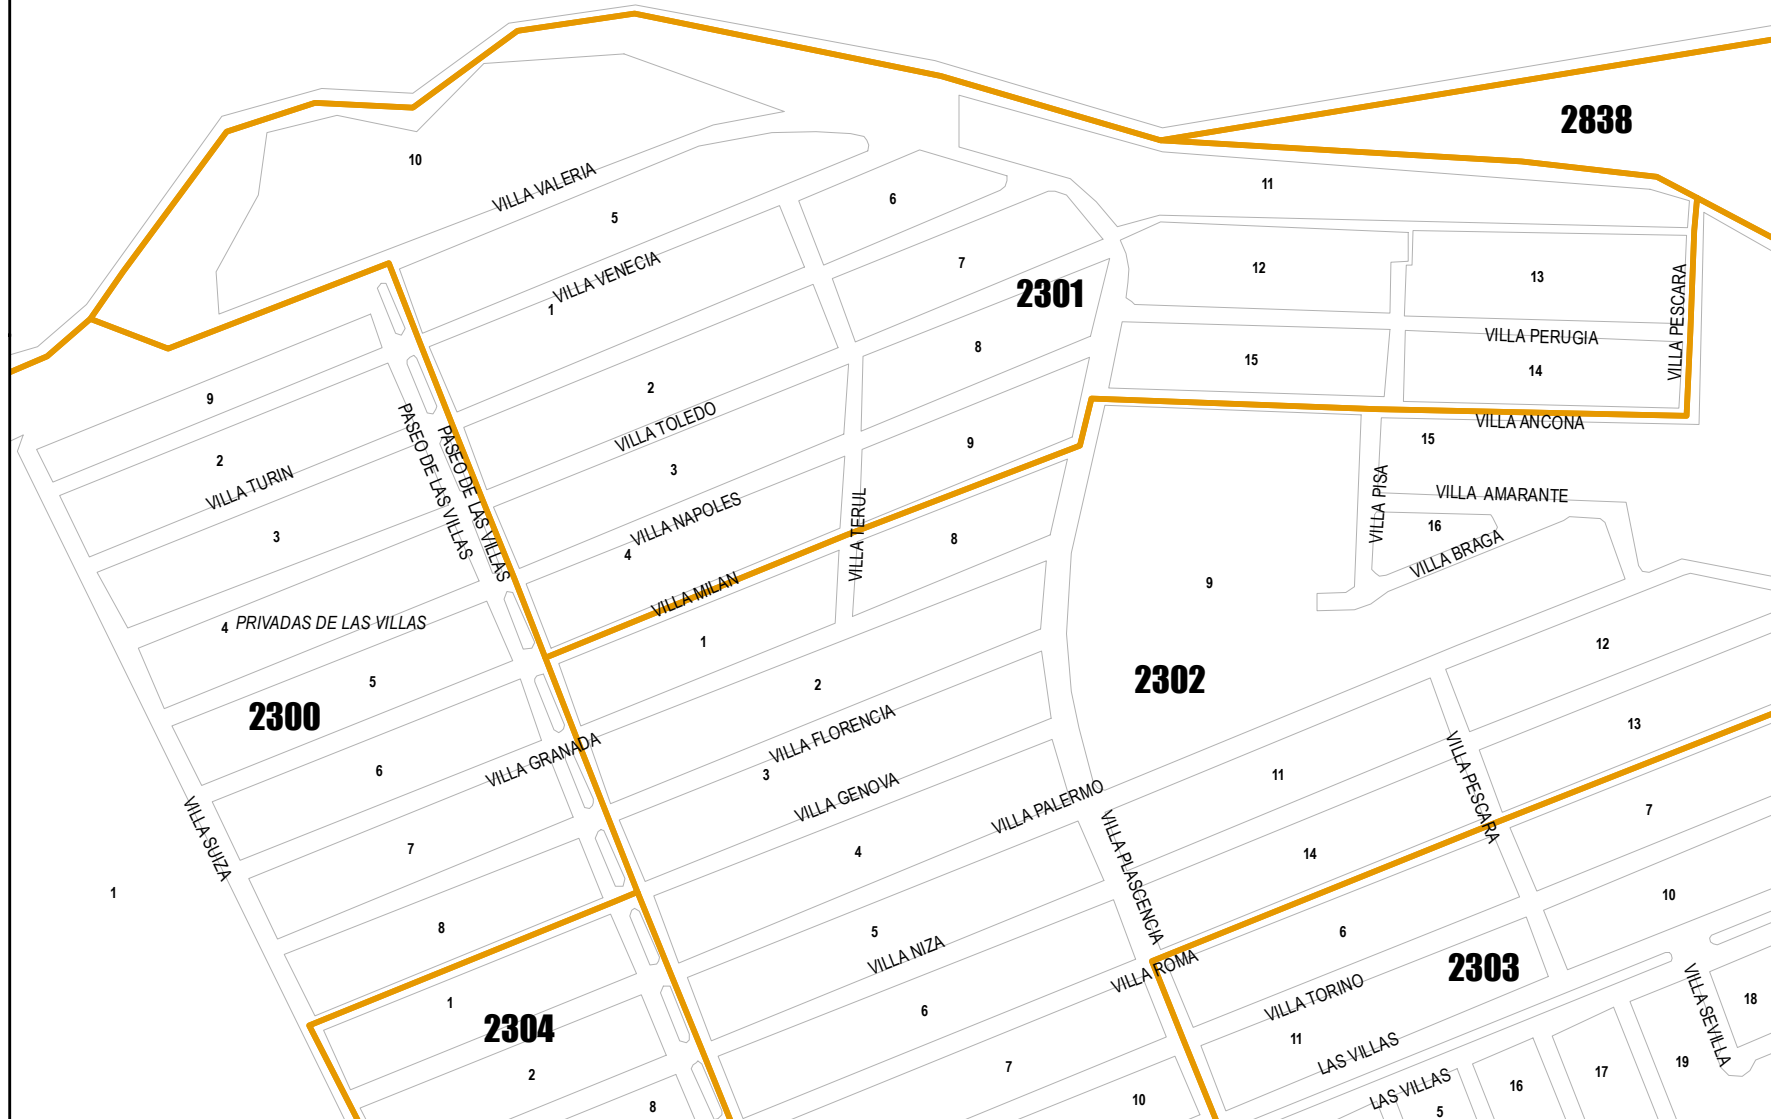 2838
10
VILLA VALERIA
11
6
5
7
VILLA VENECIA
12
13
2301
VILLA PESCARA
1
VILLA PERUGIA
8
15
14
2
9
VILLA TOLEDO
VILLA ANCONA
15
9
PASEO DE LAS VILLAS
PASEO DE LAS VILLAS
2
VILLA TURIN
3
VILLA NAPOLES
VILLA PISA
VILLA AMARANTE
16
VILLA TERUL
3
4
8
VILLA BRAGA
VILLA MILAN
9
4
PRIVADAS DE LAS VILLAS
1
12
5
2
2302
2300
VILLA FLORENCIA
13
VILLA GRANADA
6
3
11
VILLA PESCARA
VILLA GENOVA
VILLA PALERMO
7
VILLA SUIZA
7
4
14
VILLA PLASCENCIA
1
10
8
5
6
VILLA NIZA
VILLA ROMA
2303
1
2304
6
VILLA TORINO
VILLA SEVILLA
18
11
LAS VILLAS
2
7
19
17
16
LAS VILLAS
8
10
5